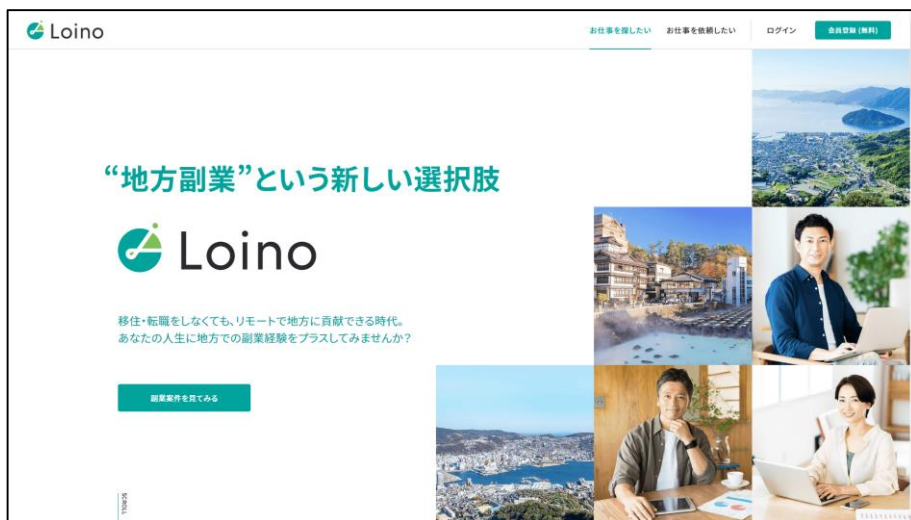 Loino
お仕事を探したい
お仕事を依頼したい
ログイン
会員登録 (無料)
“地方副業”という新しい選択肢
Loino
移住・転職をしなくても、リモートで地方に貢献できる時代。
あなたの人生に地方での副業経験をプラスしてみませんか？
副業案件を見てみる
SCROLL